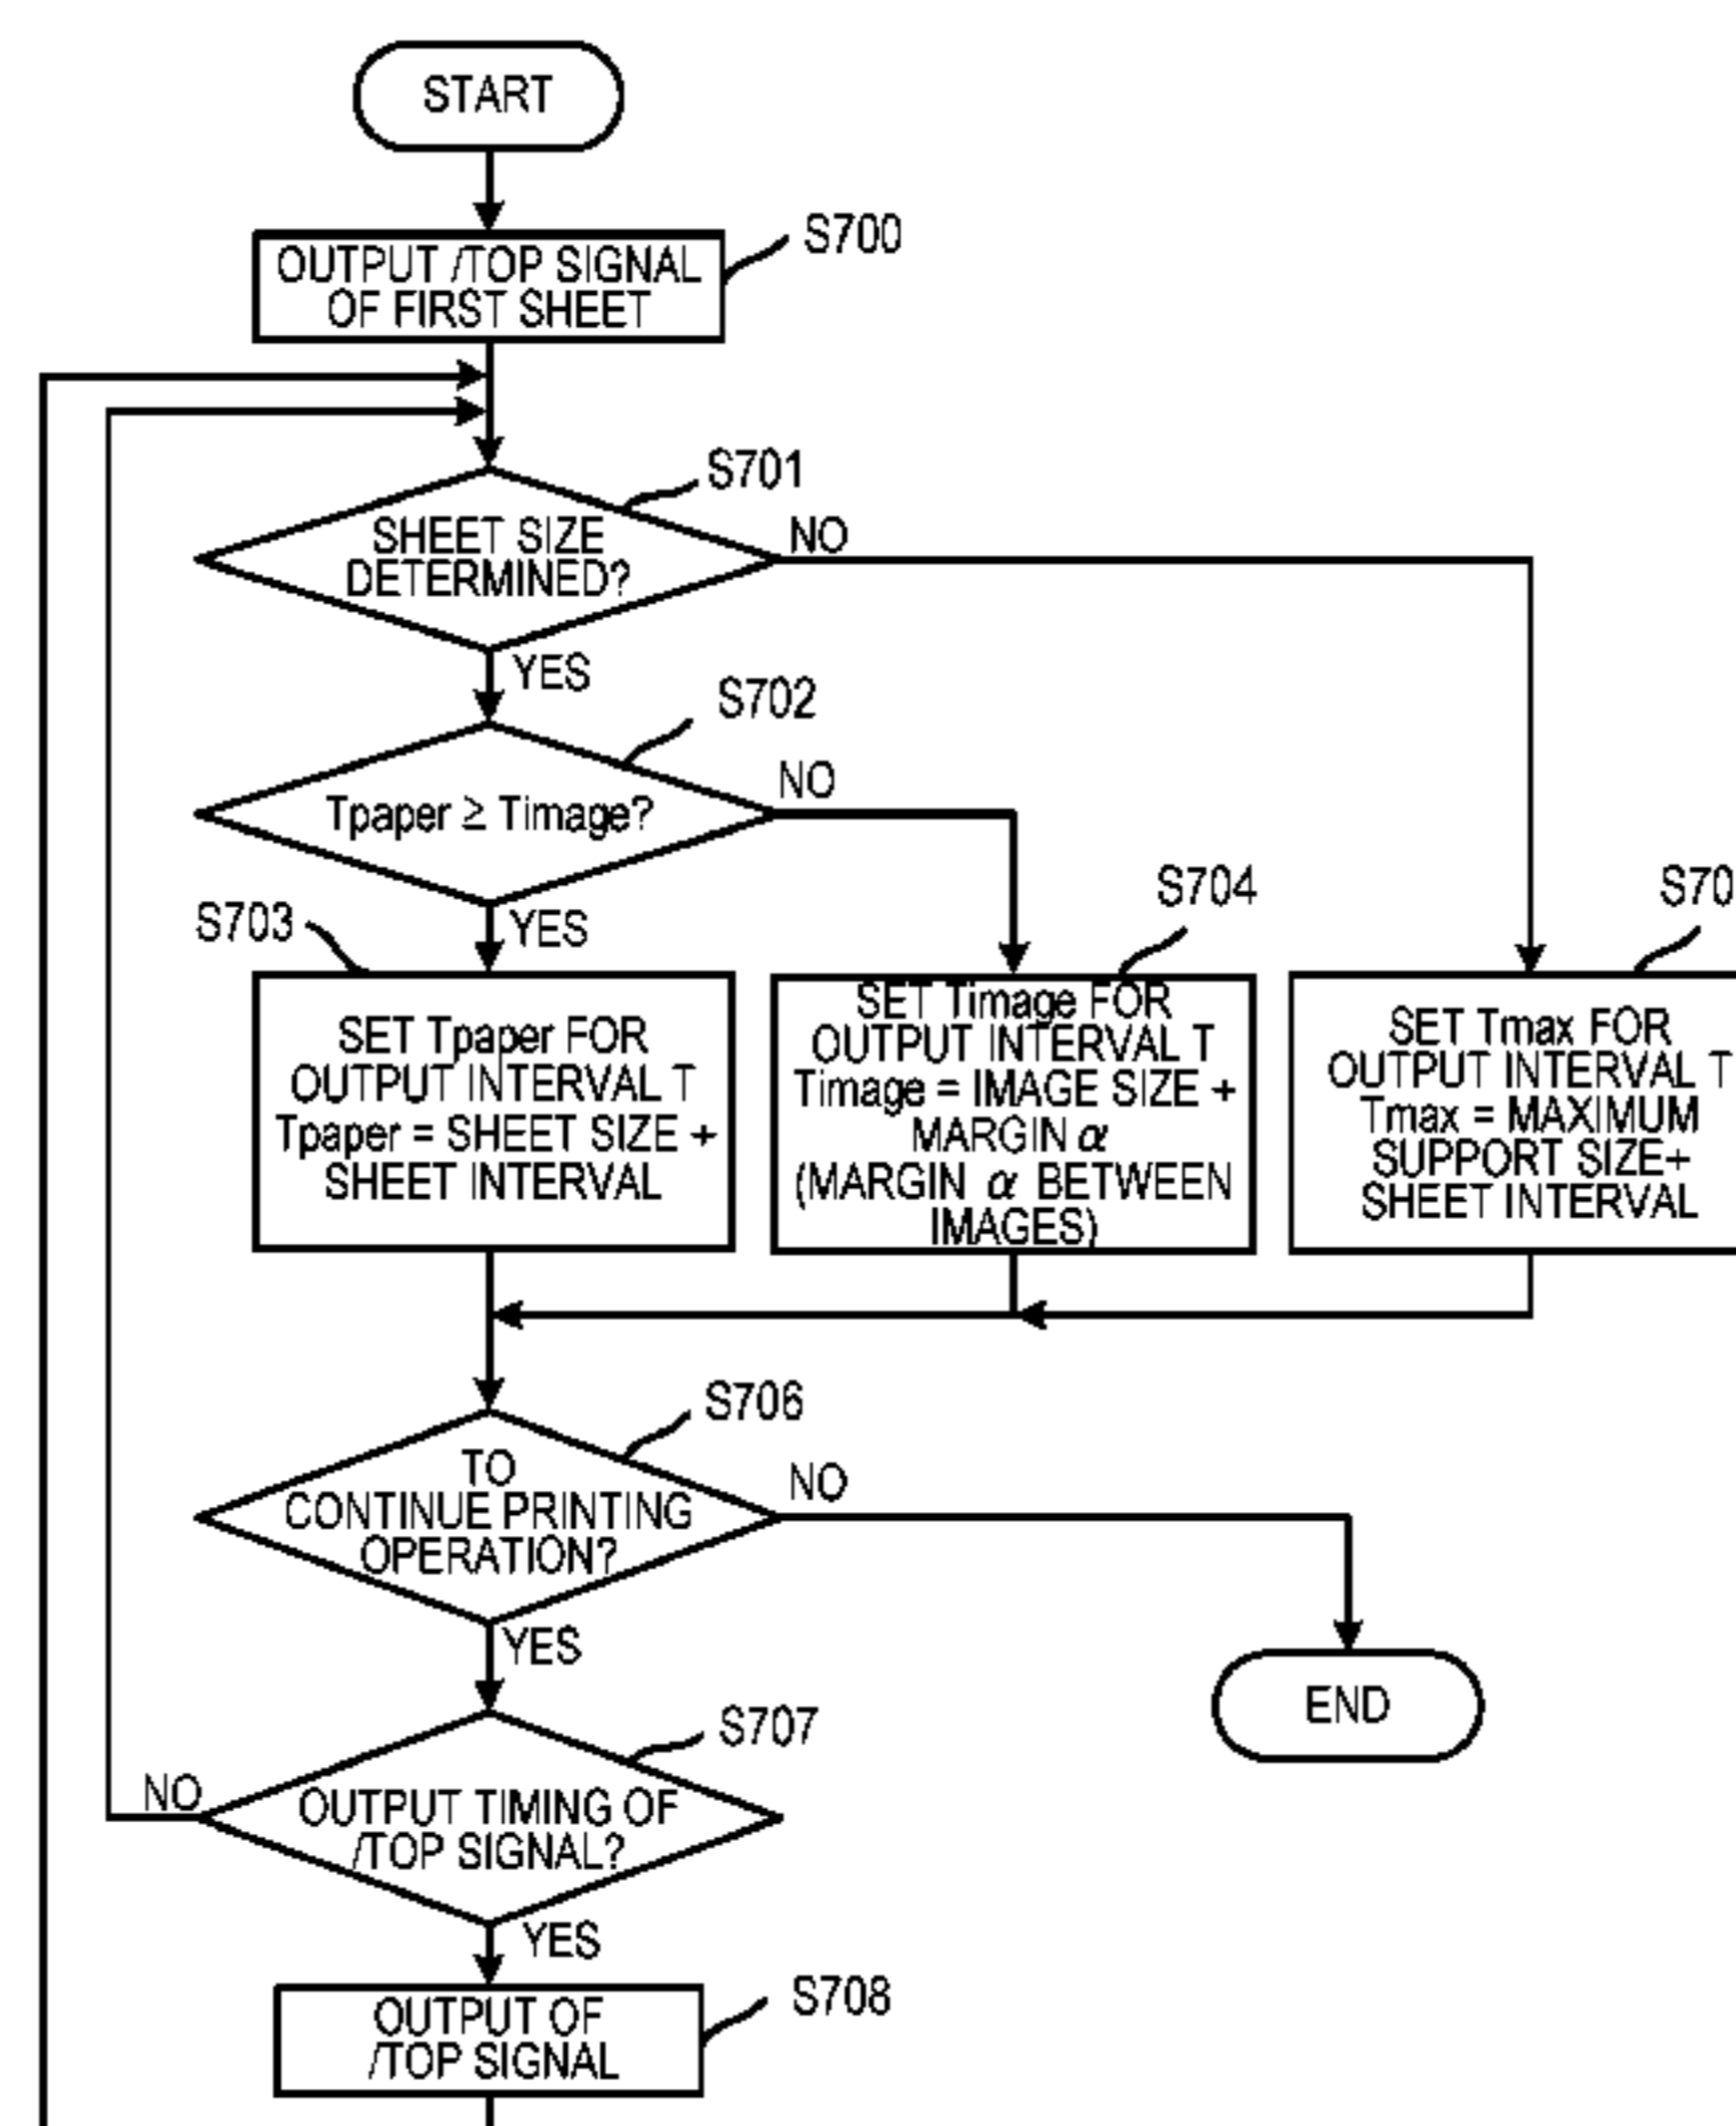 START
S700
OUTPUT /TOP SIGNAL
OF FIRST SHEET
S701
SHEET SIZE
DETERMINED?
NO
YES
S702
Tpaper ≥ Timage?
NO
YES
S703
SET Tpaper FOR
OUTPUT INTERVAL T
Tpaper = SHEET SIZE +
SHEET INTERVAL
S704
SET Timage FOR
OUTPUT INTERVAL T
Timage = IMAGE SIZE +
MARGIN α
(MARGIN α BETWEEN
IMAGES)
S70
SET Tmax FOR
OUTPUT INTERVAL T
Tmax = MAXIMUM
SUPPORT SIZE+
SHEET INTERVAL
S706
TO
CONTINUE PRINTING
OPERATION?
NO
YES
END
S707
OUTPUT TIMING OF
/TOP SIGNAL?
NO
YES
S708
OUTPUT OF
/TOP SIGNAL